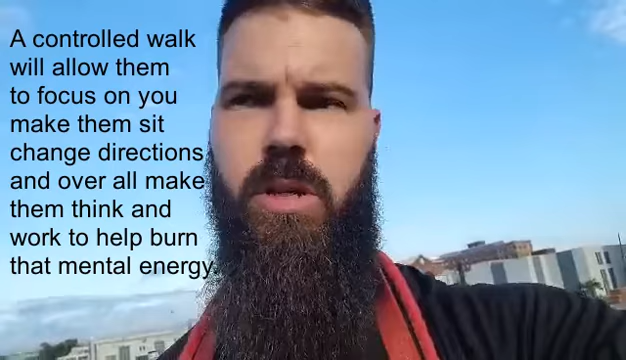 A controlled walk
will allow them
to focus on you
make them sit
change directions
and over all make
them think and
work to help burn
that mental energy